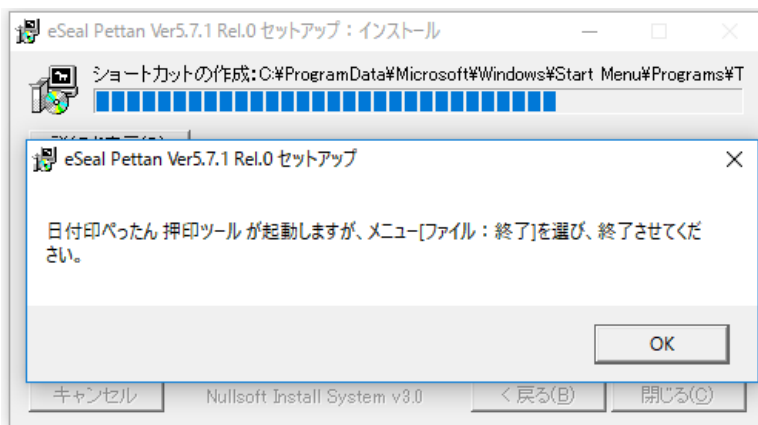 eSeal Pettan Ver5.7.1 Rel.0 セットアップ：インストール
ショートカットの作成: C:¥ProgramData¥Microsoft¥Windows¥Start Menu¥Programs¥T
eSeal Pettan Ver5.7.1 Rel.0 セットアップ
日付印ぺったん 押印ツール が起動しますが、メニュー[ファイル：終了]を選び、終了させてくだ
さい。
OK
キャンセル Nullsoft Install System v3.0 < 戻る(B) 閉じる(C)